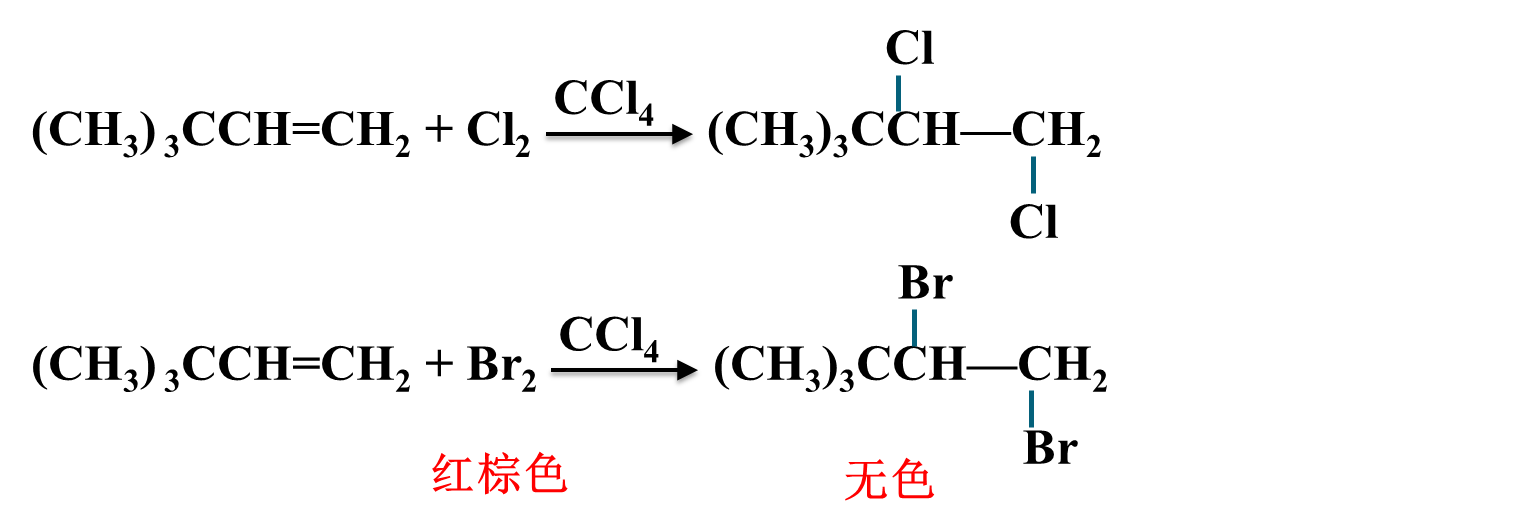 Cl
(CH₃)₃CCH=CH₂ + Cl₂ CCl₄ (CH₃)₃CCH—CH₂
Cl
Br
(CH₃)₃CCH=CH₂ + Br₂ CCl₄ (CH₃)₃CCH—CH₂
Br
红棕色 无色